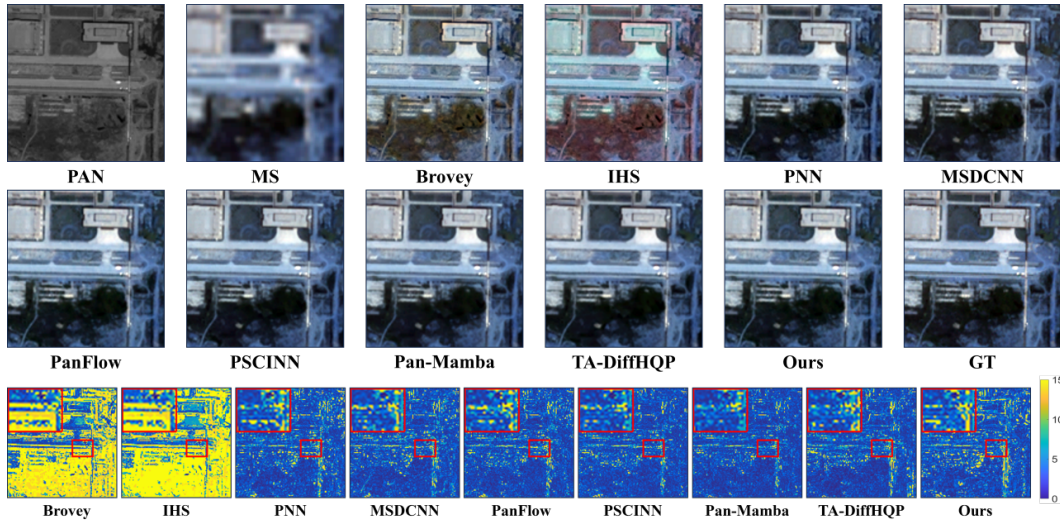 PAN MS Brovey IHS PNN MSDCNN
PanFlow PSCINN Pan-Mamba TA-DiffHQP Ours GT
15
10
5
0
Brovey IHS PNN MSDCNN PanFlow PSCINN Pan-Mamba TA-DiffHQP Ours